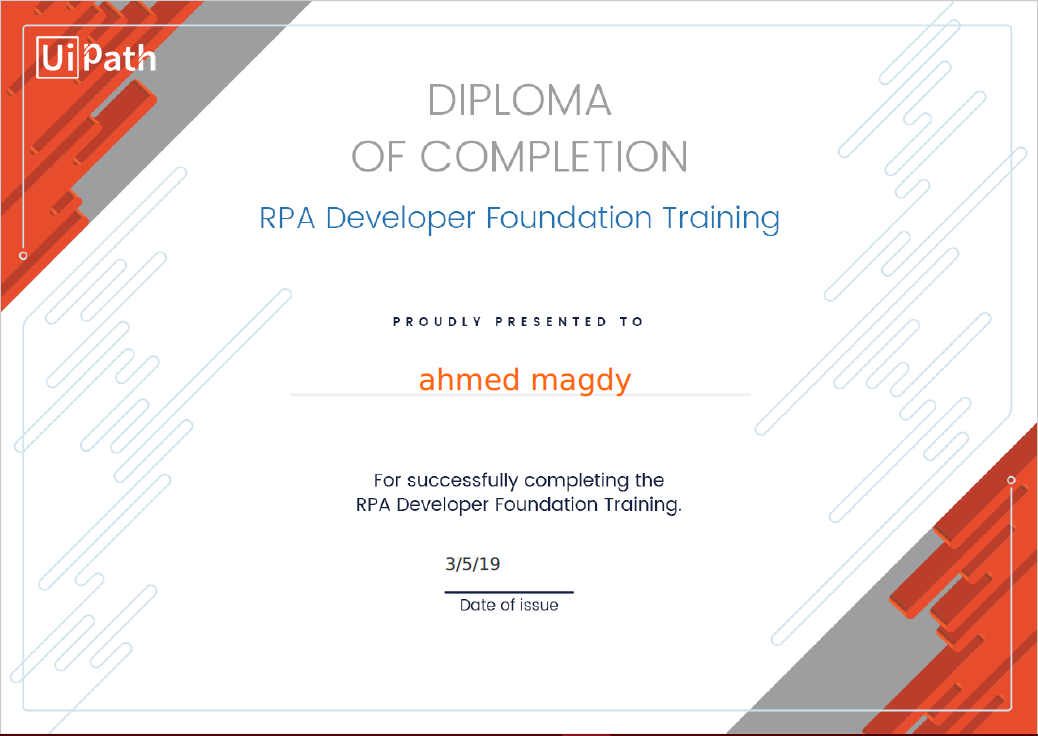 UiPath
DIPLOMA
OF COMPLETION
RPA Developer Foundation Training
PROUDLY PRESENTED TO
ahmed magdy
For successfully completing the
RPA Developer Foundation Training.
3/5/19
Date of issue